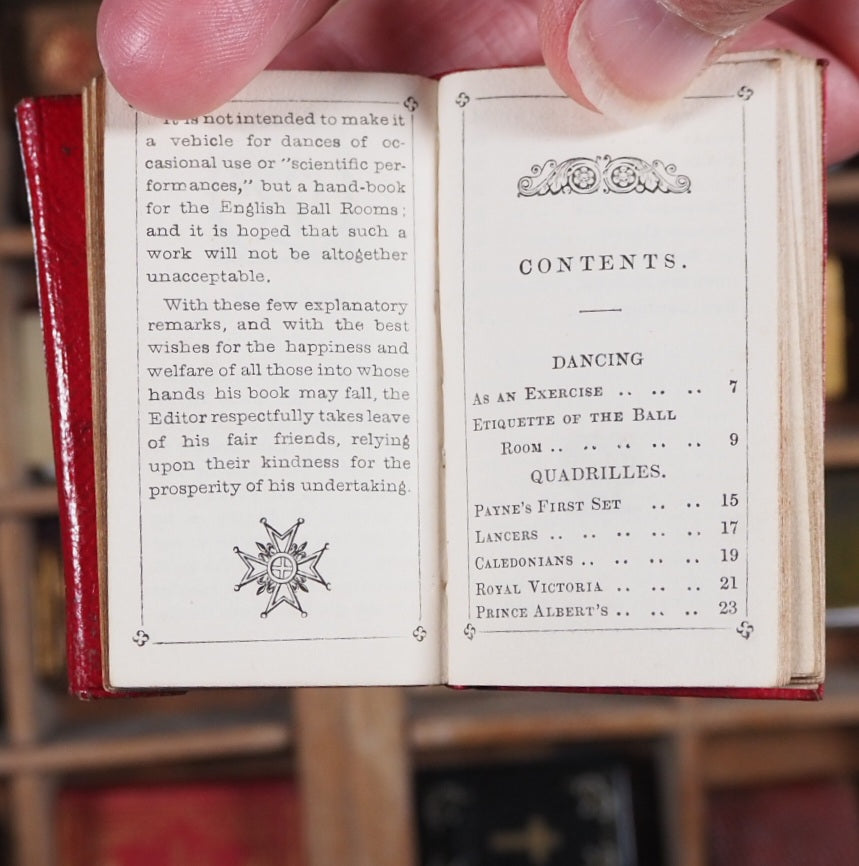 It is not intended to make it
a vehicle for dances of oc-
casional use or "scientific per-
formances," but a hand-book
for the English Ball Rooms;
and it is hoped that such a
work will not be altogether
unacceptable.
With these few explanatory
remarks, and with the best
wishes for the happiness and
welfare of all those into whose
hands his book may fall, the
Editor respectfully takes leave
of his fair friends, relying
upon their kindness for the
prosperity of his undertaking.
CONTENTS.
DANCING
AS AN EXERCISE .. .. .. 7
ETIQUETTE OF THE BALL
ROOM .. .. .. .. .. 9
QUADRILLES.
PAYNE'S FIRST SET .. .. 15
LANCERS .. .. .. .. .. 17
CALEDONIANS .. .. .. .. 19
ROYAL VICTORIA .. .. .. 21
PRINCE ALBERT'S .. .. .. 23